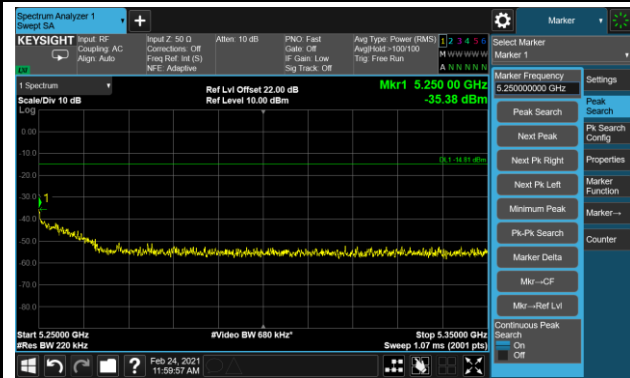 Spectrum Analyzer 1
Swept SA
Marker
KEYSIGHT
Input: RF
Coupling: AC
Align: Auto
Input Z: 50 Ω
Corrections: Off
Freq Ref: Int (S)
NFE: Adaptive
Atten: 10 dB
PNO: Fast
Gate: Off
IF Gain: Low
Sig Track: Off
Avg Type: Power (RMS)
Avg|Hold:>100/100
Trig: Free Run
1 2 3 4 5 6
M W W W W W
A N N N N N
Select Marker
Marker 1
1 Spectrum
Scale/Div 10 dB
Log
Ref Lvl Offset 22.00 dB
Ref Level 10.00 dBm
Mkr1 5.250 00 GHz
-35.38 dBm
0.00
-10.0
-20.0
-30.0
-40.0
-50.0
-60.0
-70.0
-80.0
DL1 -14.81 dBm
1
Start 5.25000 GHz
#Res BW 220 kHz
#Video BW 680 kHz*
Stop 5.35000 GHz
Sweep 1.07 ms (2001 pts)
Marker Frequency
5.250000000 GHz
Peak Search
Next Peak
Next Pk Right
Next Pk Left
Minimum Peak
Pk-Pk Search
Marker Delta
Mkr→CF
Mkr→Ref Lvl
Continuous Peak
Search
On
Off
Settings
Peak
Search
Pk Search
Config
Properties
Marker
Function
Marker→
Counter
?
Feb 24, 2021
11:59:57 AM